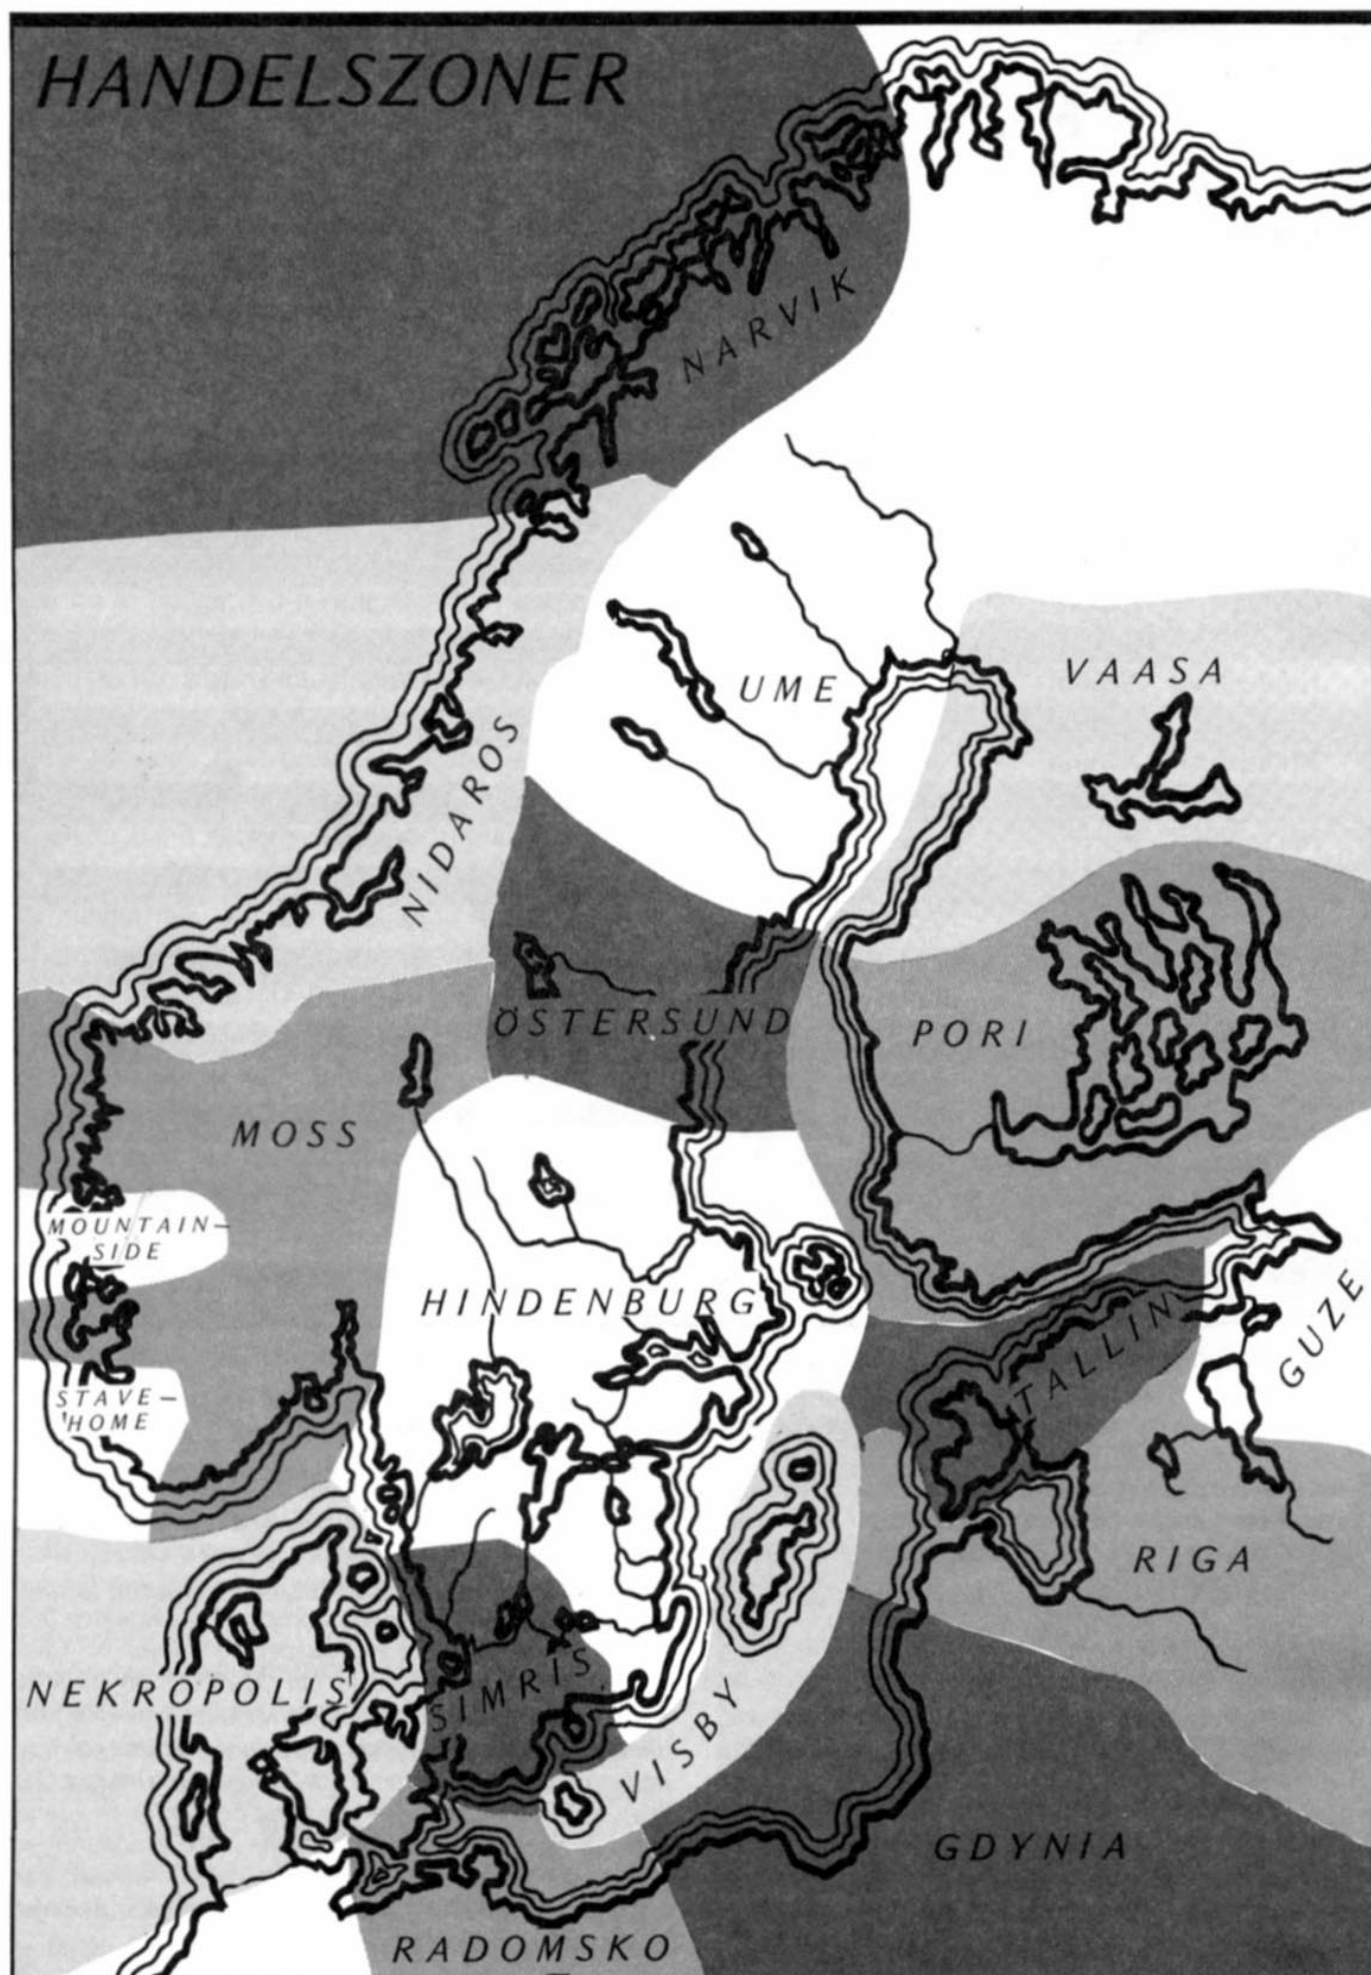 HANDELSZONER
NARVIK
UME
VAASA
NIDAROS
ÖSTERSUND
PORI
MOSS
MOUNTAIN-
SIDE
HINDENBURG
TALLIN
GUZE
STAVE-
HOME
RIGA
NEKROPOLIS
SIMRIS
VISBY
GDYNIA
RADOMSKO